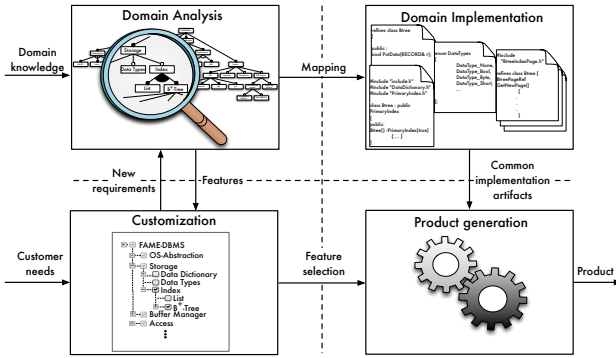 Domain Analysis
Domain Implementation
Domain
knowledge
Storage
Data Types
Index
List
B+-Tree
Mapping
refines class Btree
{
public :
bool PutData(RECORD& r);
enum DataTypes
{
DataType_None,
DataType_Bool,
DataType_Byte,
DataType_Short,
...
#include
"BtreeIndexPage.h"
refines class Btree {
BtreePageRef
GetNewPage()
{
.
.
.
}
#include "include.h"
#include "DataDictionary.h"
#include "PrimaryIndex.h"
class Btree : public
PrimaryIndex
{
public:
Btree() :PrimaryIndex(true)
{ ... }
}
New
requirements
Features
Common
implementation
artifacts
Customization
Product generation
Customer
needs
FAME-DBMS
OS-Abstraction
Storage
Data Dictionary
Data Types
Index
List
B+-Tree
Buffer Manager
Access
Feature
selection
Product